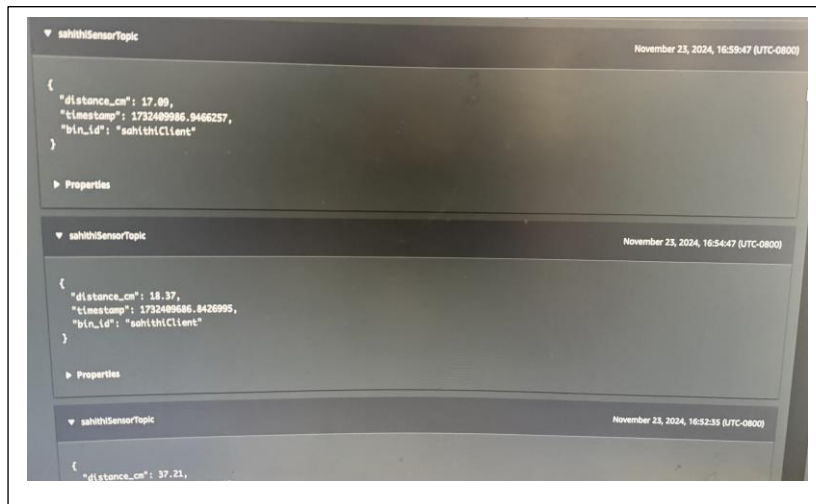 ▼ sahithiSensorTopic
November 23, 2024, 16:59:47 (UTC-0800)
{
"distance_cm": 17.09,
"timestamp": 1732409986.9466257,
"bin_id": "sahithiClient"
}
▶ Properties
▼ sahithiSensorTopic
November 23, 2024, 16:54:47 (UTC-0800)
{
"distance_cm": 18.37,
"timestamp": 1732409686.8426995,
"bin_id": "sahithiClient"
}
▶ Properties
▼ sahithiSensorTopic
November 23, 2024, 16:52:35 (UTC-0800)
{
"distance_cm": 37.21,